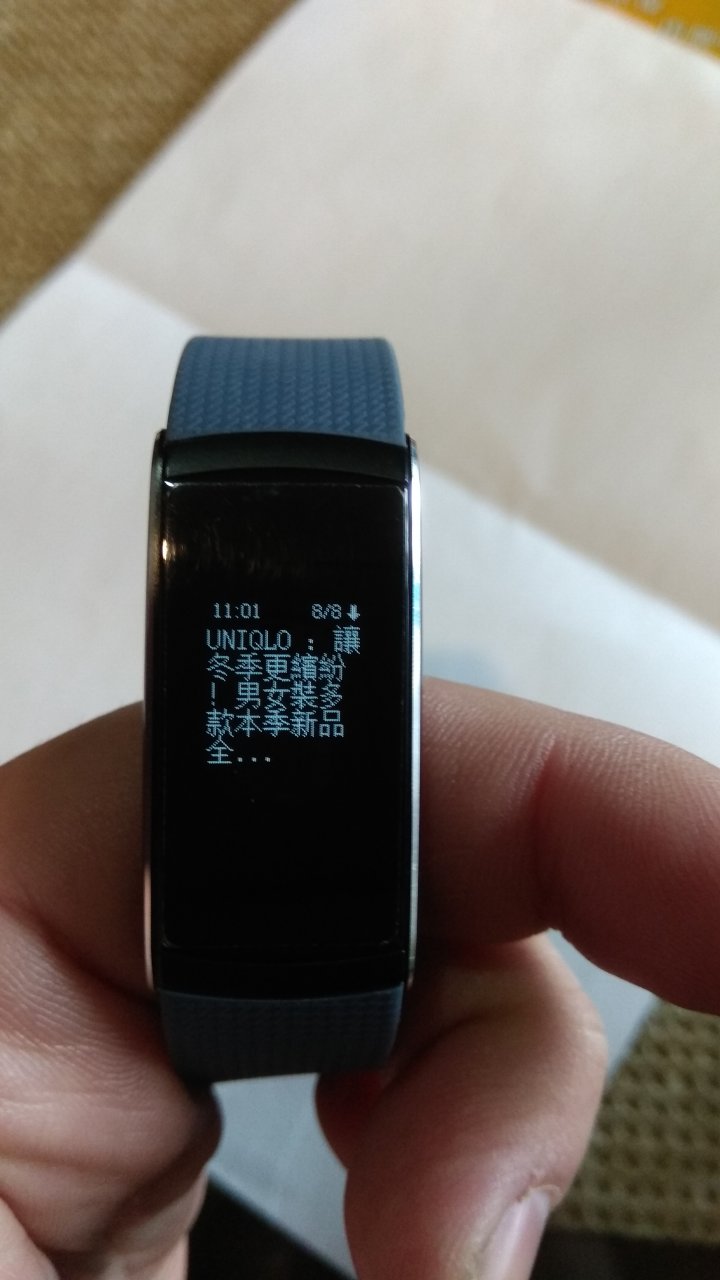 11:01 8/8
UNIQLO : 讓
冬季更繽紛
! 男女裝多
款本季新品
全...